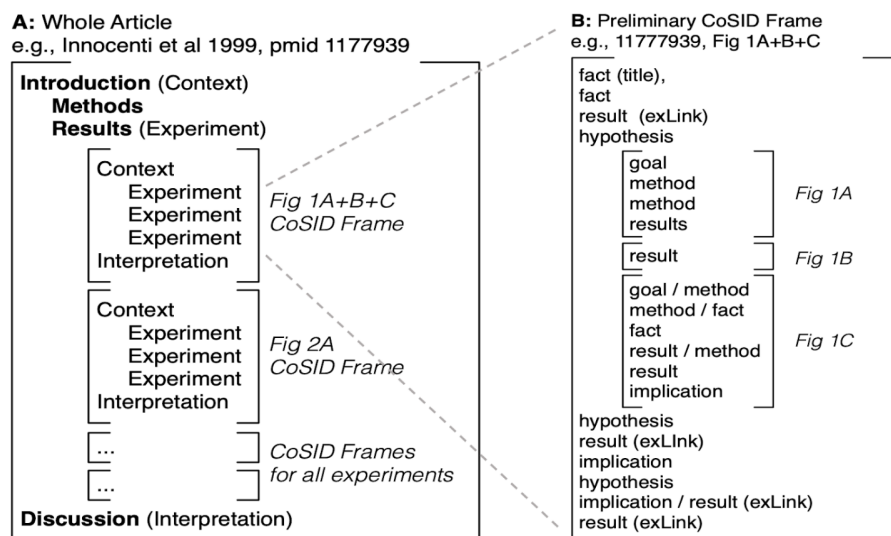 A: Whole Article
e.g., Innocenti et al 1999, pmid 1177939
Introduction (Context)
Methods
Results (Experiment)
Context
Experiment
Experiment
Experiment
Interpretation
Fig 1A+B+C
CoSID Frame
Context
Experiment
Experiment
Experiment
Interpretation
Fig 2A
CoSID Frame
...
...
CoSID Frames
for all experiments
Discussion (Interpretation)
B: Preliminary CoSID Frame
e.g., 11777939, Fig 1A+B+C
fact (title),
fact
result (exLink)
hypothesis
goal
method
method
results
Fig 1A
result
Fig 1B
goal / method
method / fact
fact
result / method
result
implication
Fig 1C
hypothesis
result (exLInk)
implication
hypothesis
implication / result (exLink)
result (exLink)